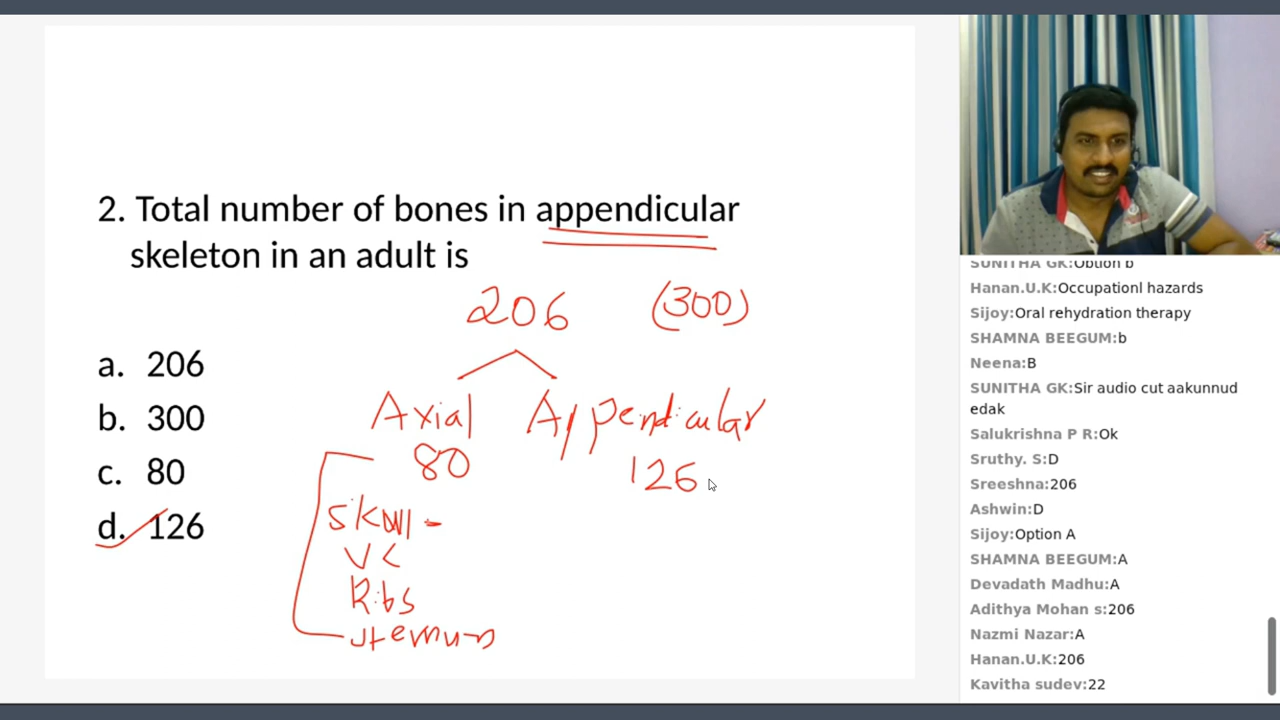 2. Total number of bones in appendicular
skeleton in an adult is
206 (300)
a. 206
b. 300
c. 80
d. 126
Axial Appendicular
80 126
Skull -
VC
Ribs
sternum
SUNITHA GK:Option b
Hanan.U.K:Occupationl hazards
Sijoy:Oral rehydration therapy
SHAMNA BEEGUM:b
Neena:B
SUNITHA GK:Sir audio cut aakunnud
edak
Salukrishna P R:Ok
Sruthy. S:D
Sreeshna:206
Ashwin:D
Sijoy:Option A
SHAMNA BEEGUM:A
Devadath Madhu:A
Adithya Mohan s:206
Nazmi Nazar:A
Hanan.U.K:206
Kavitha sudev:22